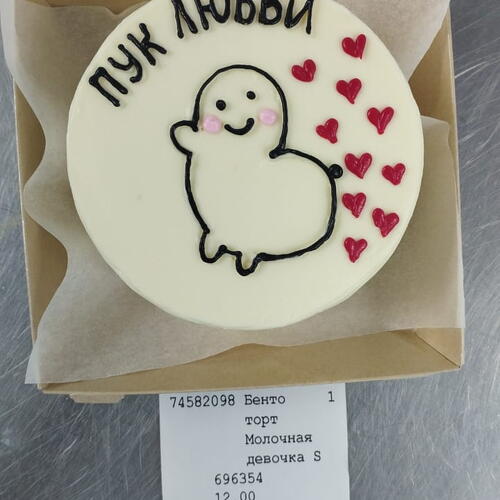 ПУК ЛЮБВИ
74582098 Бенто 1
торт
Молочная
девочка S
696354
12.00